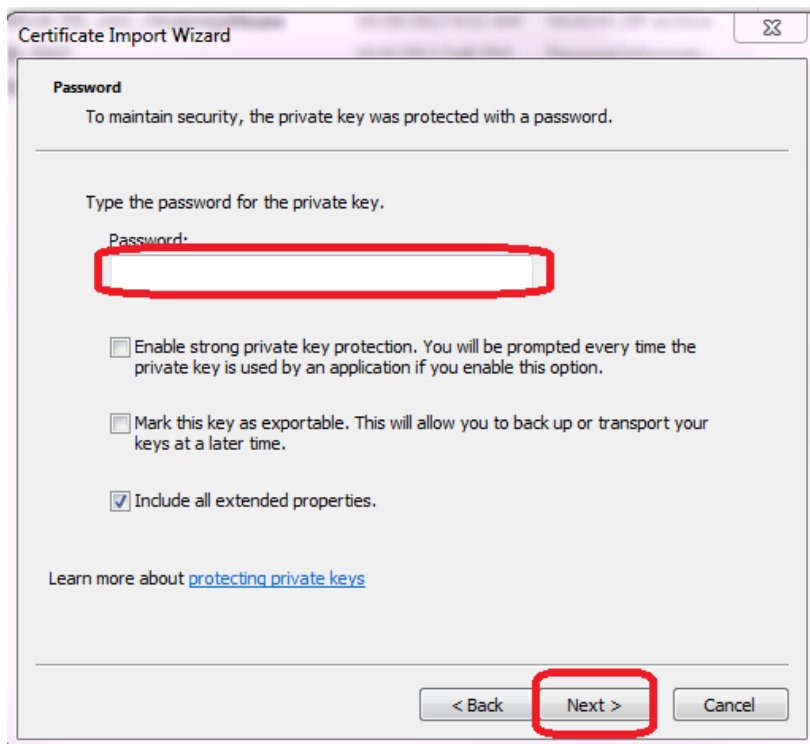 Certificate Import Wizard
Password
To maintain security, the private key was protected with a password.
Type the password for the private key.
Password:
Enable strong private key protection. You will be prompted every time the
private key is used by an application if you enable this option.
Mark this key as exportable. This will allow you to back up or transport your
keys at a later time.
Include all extended properties.
Learn more about protecting private keys
< Back Next > Cancel